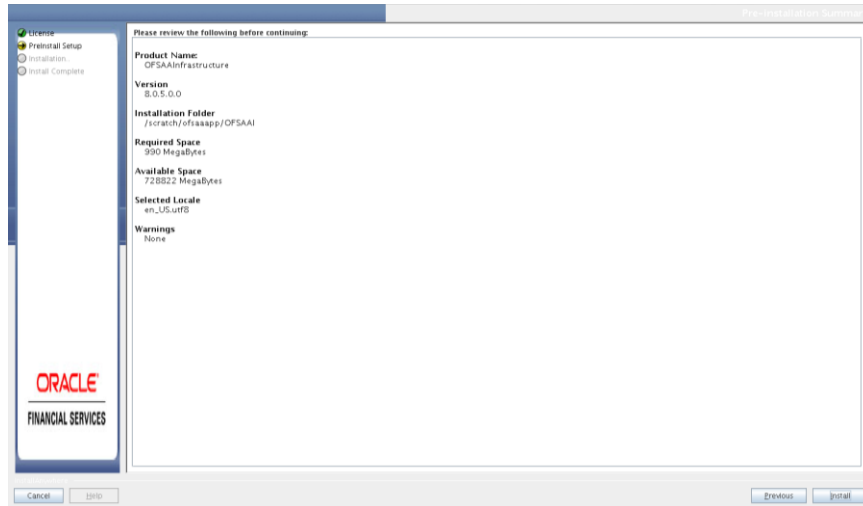 Pre-Installation Summar
License
Preinstall Setup
Installation...
Install Complete
Please review the following before continuing:
Product Name:
OFSAAInfrastructure
Version
8.0.5.0.0
Installation Folder
/scratch/ofsaaapp/OFSAAI
Required Space
990 MegaBytes
Available Space
728822 MegaBytes
Selected Locale
en_US.utf8
Warnings
None
ORACLE®
FINANCIAL SERVICES
Cancel
Help
Previous
Install